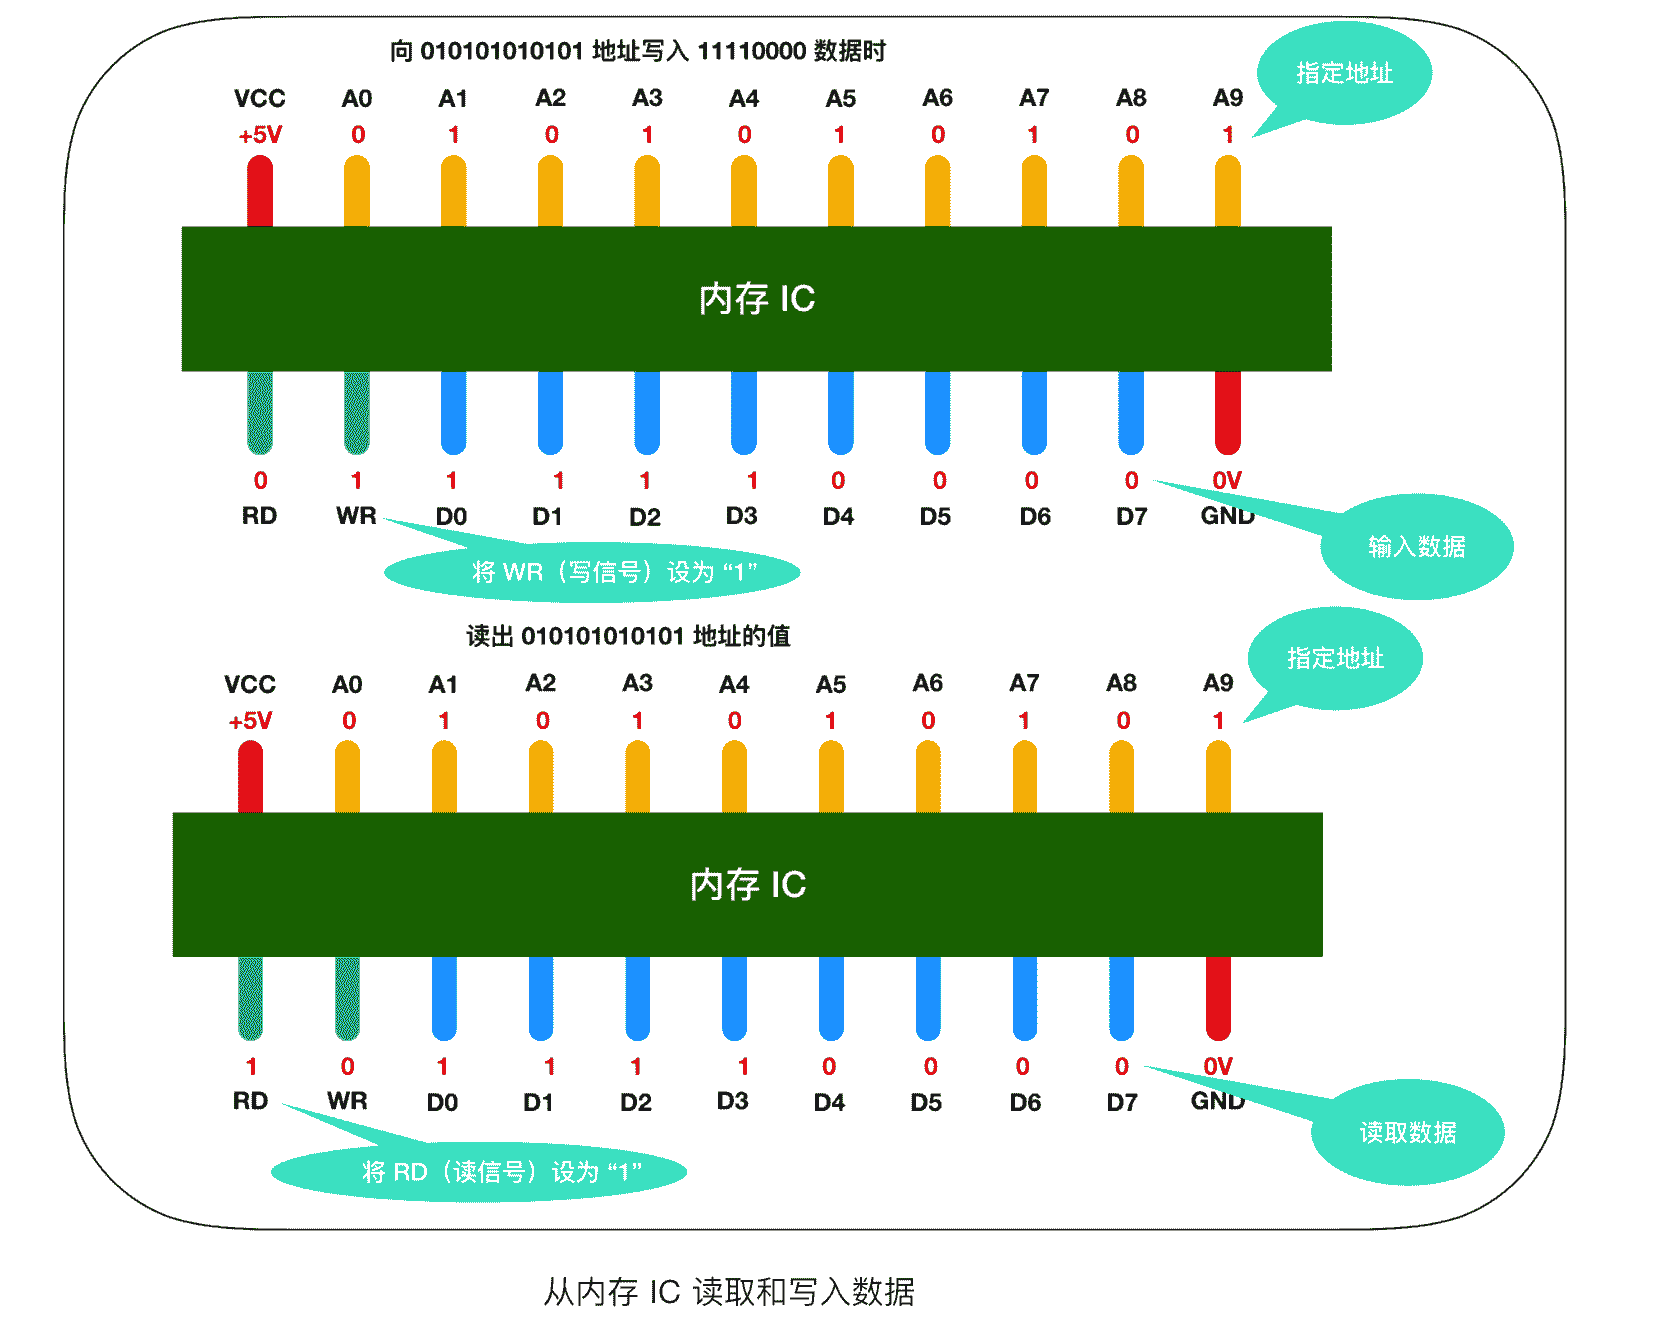 向 010101010101 地址写入 11110000 数据时
指定地址
VCC A0 A1 A2 A3 A4 A5 A6 A7 A8 A9
+5V 0 1 0 1 0 1 0 1 0 1
内存 IC
0 1 1 1 1 1 0 0 0 0 0V
RD WR D0 D1 D2 D3 D4 D5 D6 D7 GND
输入数据
将 WR（写信号）设为 “1”
读出 010101010101 地址的值
指定地址
VCC A0 A1 A2 A3 A4 A5 A6 A7 A8 A9
+5V 0 1 0 1 0 1 0 1 0 1
内存 IC
1 0 1 1 1 1 0 0 0 0 0V
RD WR D0 D1 D2 D3 D4 D5 D6 D7 GND
读取数据
将 RD（读信号）设为 “1”
从内存 IC 读取和写入数据